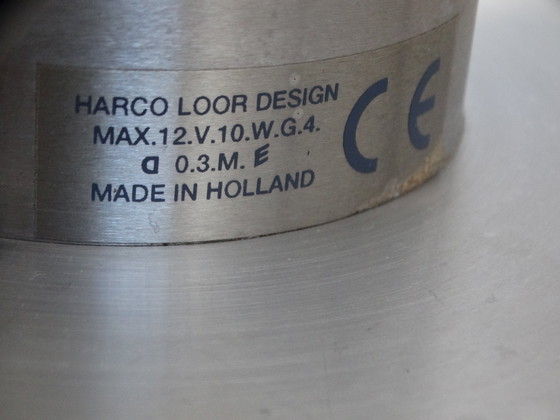 HARCO LOOR DESIGN
MAX.12.V.10.W.G.4.
0.3.M. E
MADE IN HOLLAND
CE